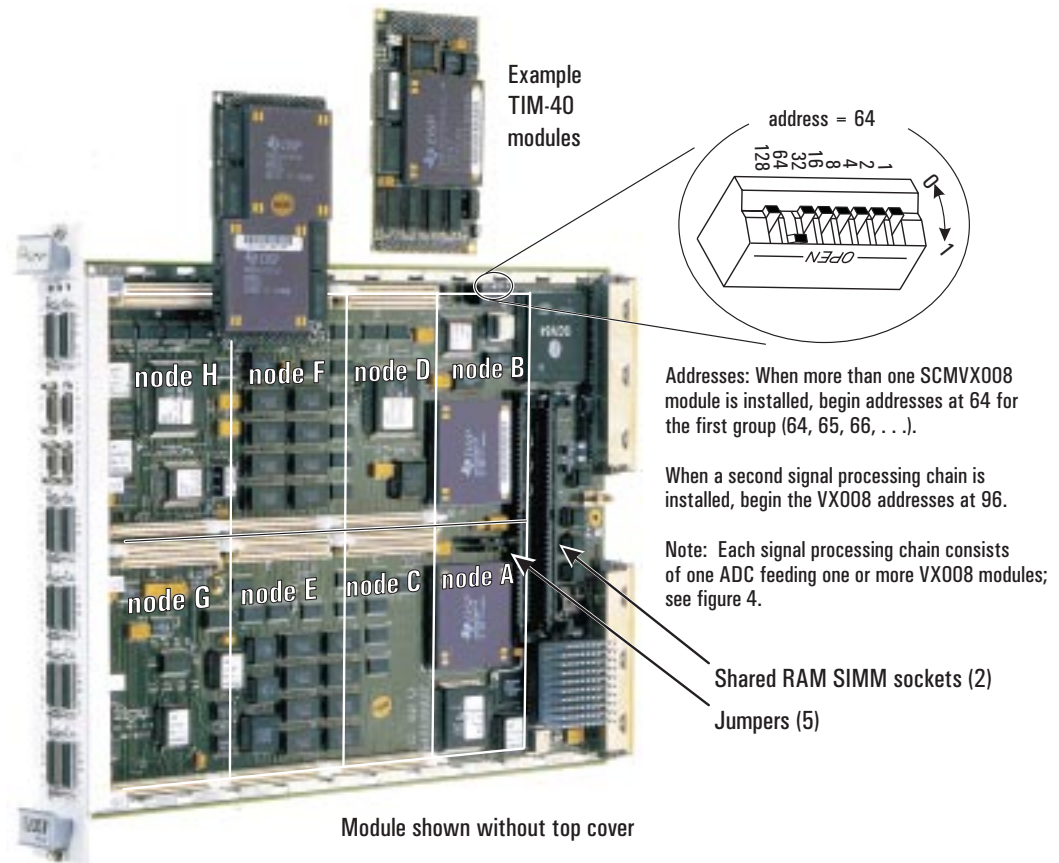 Example
TIM-40
modules
address = 64
128
64
32
16
8
4
2
1
0
1
OPEN
node H
node F
node D
node B
node G
node E
node C
node A
Addresses: When more than one SCMVX008
module is installed, begin addresses at 64 for
the first group (64, 65, 66, . . .).
When a second signal processing chain is
installed, begin the VX008 addresses at 96.
Note: Each signal processing chain consists
of one ADC feeding one or more VX008 modules;
see figure 4.
Shared RAM SIMM sockets (2)
Jumpers (5)
Module shown without top cover